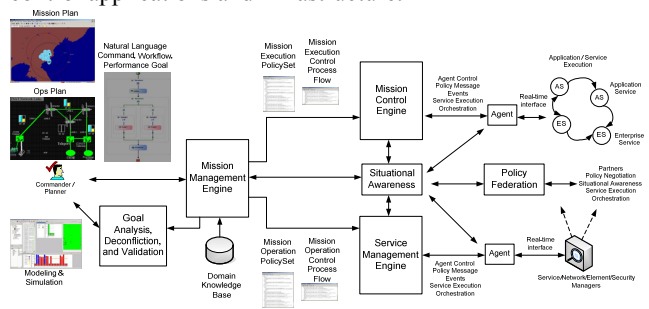 Mission Plan
Natural Language
Command, Workflow,
Performance Goal
Ops Plan
Commander /
Planner
Modeling &
Simulation
Goal
Analysis,
Deconfliction,
and Validation
Mission
Management
Engine
Domain
Knowledge
Base
Mission
Execution
PolicySet
Mission
Execution
Control
Process
Flow
Mission
Operation
PolicySet
Mission
Operation
Control
Process
Flow
Mission
Control
Engine
Situational
Awareness
Service
Management
Engine
Agent Control
Policy Message
Events
Service Execution
Orchestration
Agent
Real-time
interface
Application / Service
Execution
AS
AS
ES
ES
Application
Service
Enterprise
Service
Policy
Federation
Partners
Policy Negotiation
Situational Awareness
Service Execution
Orchestration
Agent Control
Policy Message
Events
Service Execution
Orchestration
Agent
Real-time
interface
Service/Network/Element/Security
Managers